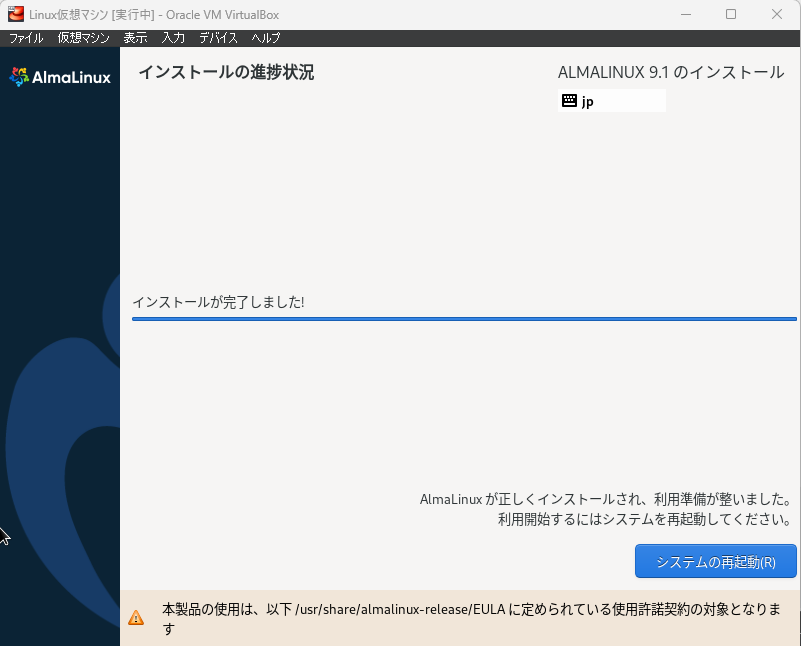 Linux仮想マシン [実行中] - Oracle VM VirtualBox
ファイル 仮想マシン 表示 入力 デバイス ヘルプ
AlmaLinux
インストールの進捗状況
ALMALINUX 9.1 のインストール
jp
インストールが完了しました!
AlmaLinux が正しくインストールされ、利用準備が整いました。
利用開始するにはシステムを再起動してください。
システムの再起動(R)
本製品の使用は、以下 /usr/share/almalinux-release/EULA に定められている使用許諾契約の対象となりま
す